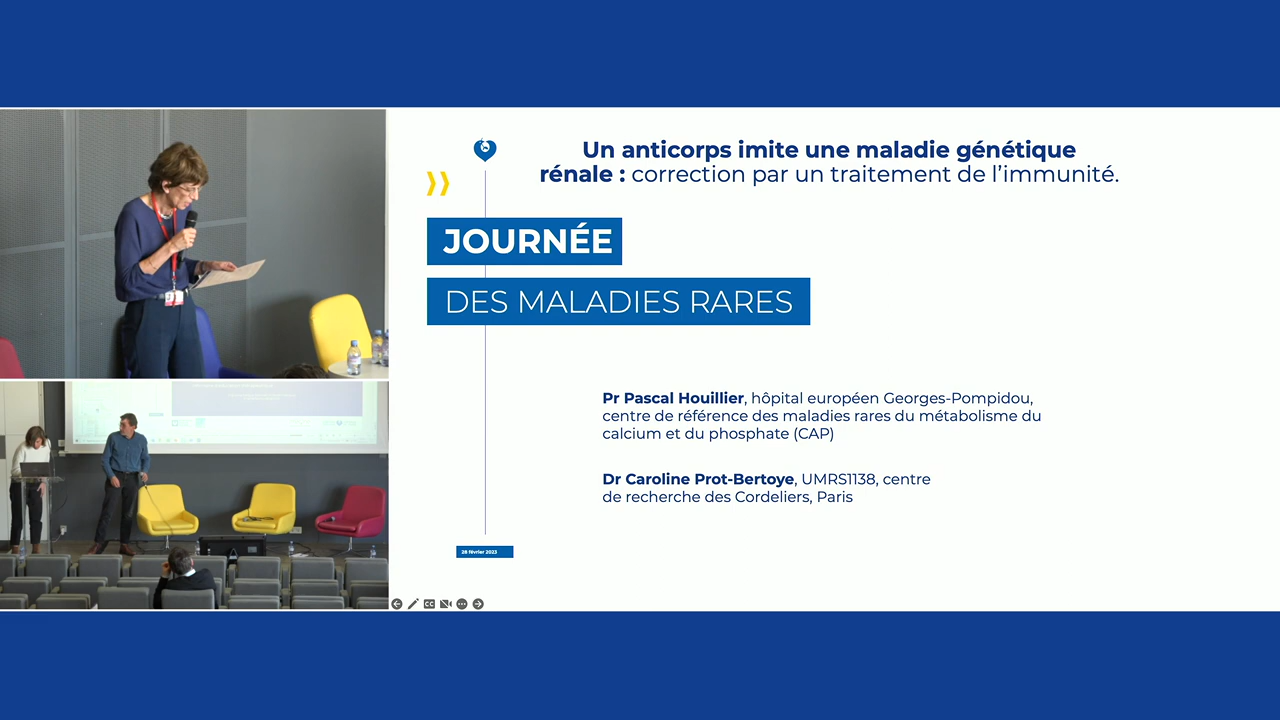 Un anticorps imite une maladie génétique
rénale : correction par un traitement de l’immunité.
JOURNÉE
DES MALADIES RARES
Pr Pascal Houillier, hôpital européen Georges-Pompidou,
centre de référence des maladies rares du métabolisme du
calcium et du phosphate (CAP)
Dr Caroline Prot-Bertoye, UMRS1138, centre
de recherche des Cordeliers, Paris
28 février 2023
CC